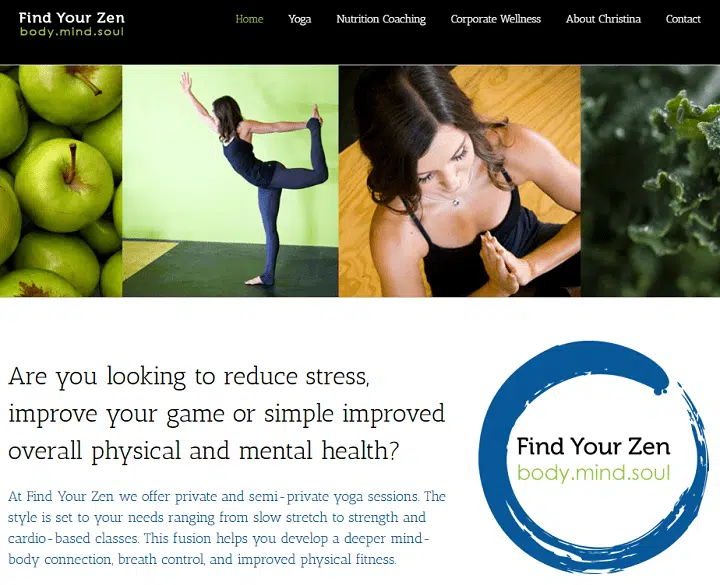 Find Your Zen
body.mind.soul
Home Yoga Nutrition Coaching Corporate Wellness About Christina Contact
Are you looking to reduce stress,
improve your game or simple improved
overall physical and mental health?
At Find Your Zen we offer private and semi-private yoga sessions. The
style is set to your needs ranging from slow stretch to strength and
cardio-based classes. This fusion helps you develop a deeper mind-
body connection, breath control, and improved physical fitness.
Find Your Zen
body.mind.soul